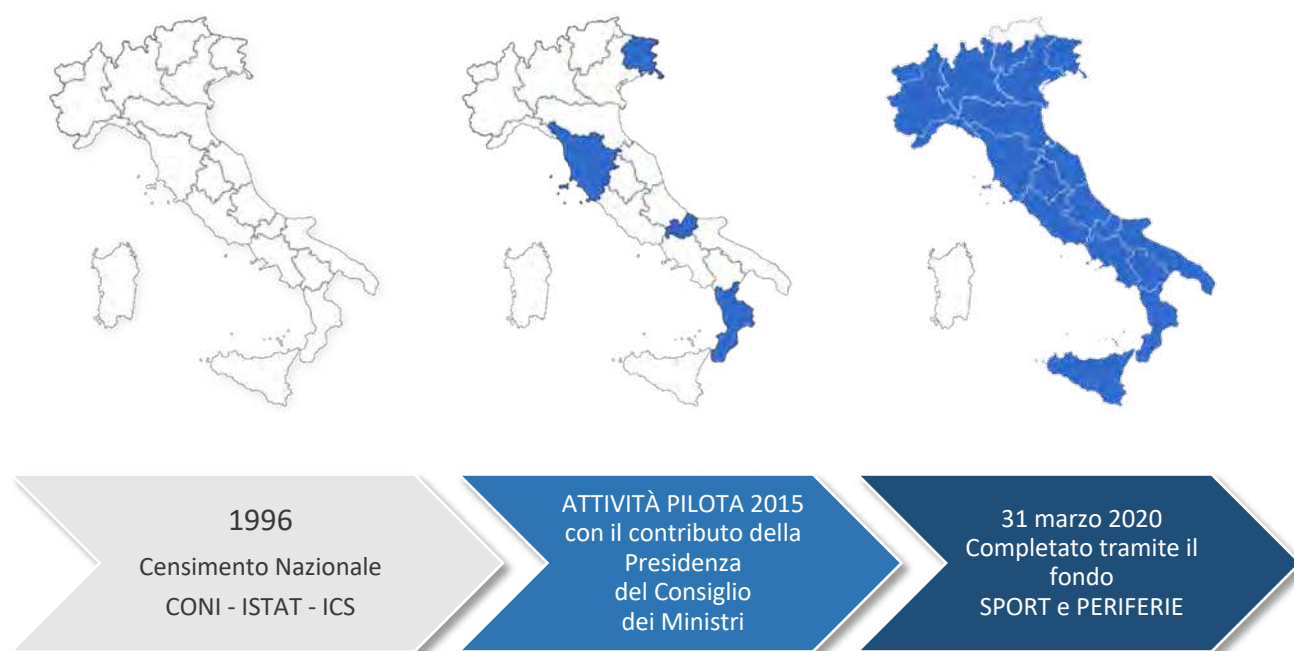 1996
Censimento Nazionale
CONI - ISTAT - ICS
ATTIVITÀ PILOTA 2015
con il contributo della
Presidenza
del Consiglio
dei Ministri
31 marzo 2020
Completato tramite il
fondo
SPORT e PERIFERIE